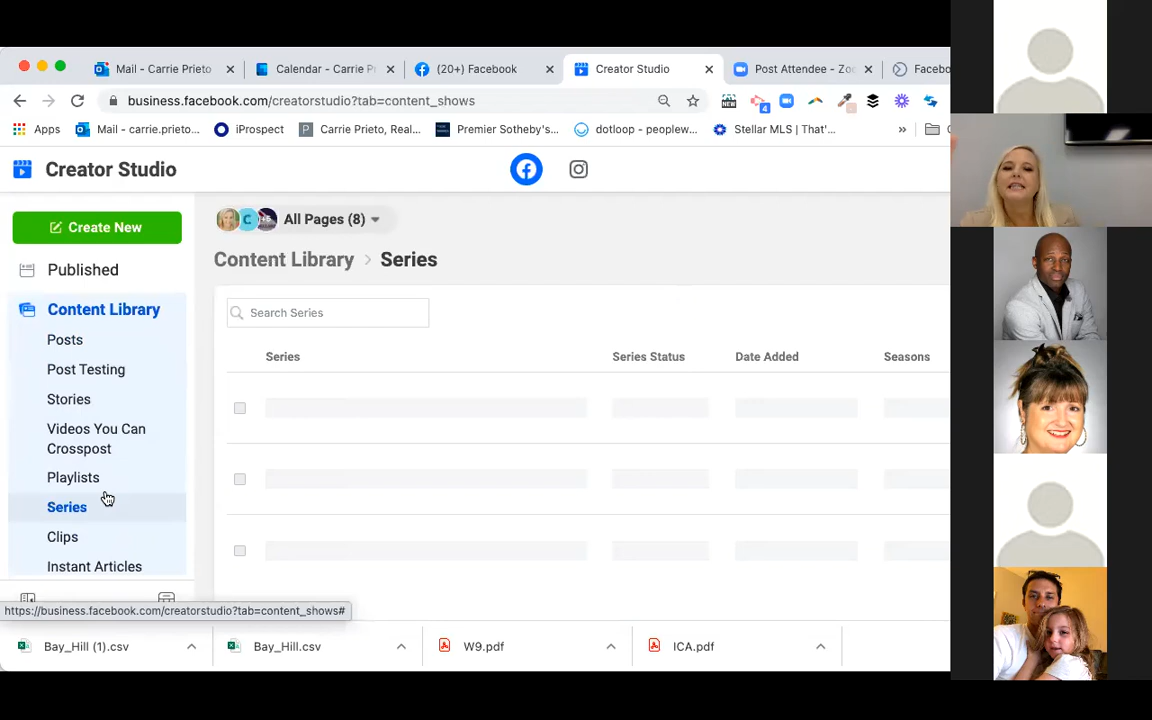 Mail - Carrie Prieto
Calendar - Carrie P
(20+) Facebook
Creator Studio
Post Attendee - Zo
Facebo
business.facebook.com/creatorstudio?tab=content_shows
NEW
4
Apps
Mail - carrie.prieto...
iProspect
Carrie Prieto, Real...
Premier Sotheby's...
dotloop - peoplew...
Stellar MLS | That'...
»
Creator Studio
Create New
C
All Pages (8)
Published
Content Library > Series
Content Library
Search Series
Posts
Series
Series Status
Date Added
Seasons
Post Testing
Stories
Videos You Can
Crosspost
Playlists
Series
Clips
Instant Articles
https://business.facebook.com/creatorstudio?tab=content_shows#
Bay_Hill (1).csv
Bay_Hill.csv
W9.pdf
ICA.pdf